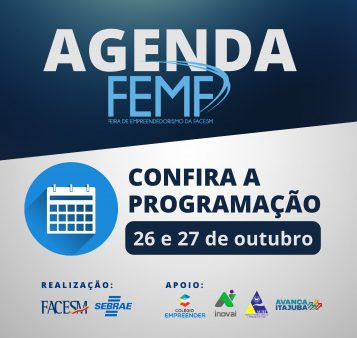 AGENDA
FEMF
FEIRA DE EMPREENDEDORISMO DA FACESM
CONFIRA A
PROGRAMAÇÃO
26 e 27 de outubro
REALIZAÇÃO:
APOIO:
FACESM
SEBRAE
COLÉGIO
EMPREENDER
inovai
AVANÇA
ITAJUBÁ